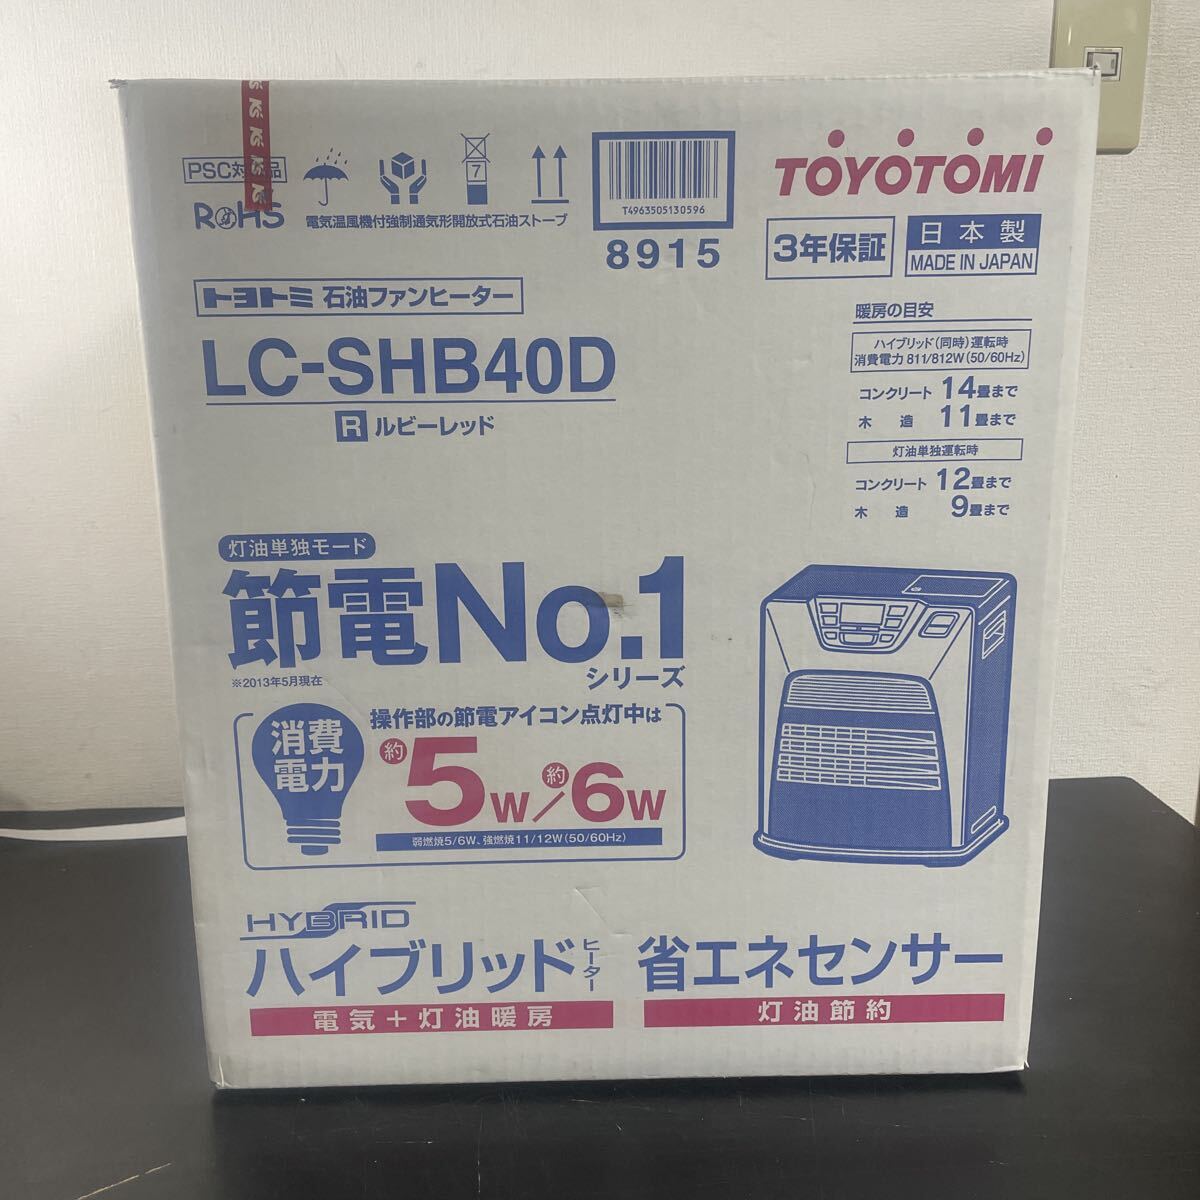 PSC対 品
RoHS
7
電気温風機付強制通気形開放式石油ストーブ
T4963505130596
8915
TOYOTOMI
3年保証
日本製
MADE IN JAPAN
トヨトミ 石油ファンヒーター
LC-SHB40D
R ルビーレッド
暖房の目安
ハイブリッド(同時)運転時
消費電力 811/812W(50/60Hz)
コンクリート 14畳まで
木造 11畳まで
灯油単独運転時
コンクリート 12畳まで
木造 9畳まで
灯油単独モード
節電No.1
シリーズ
※2013年5月現在
消費
電力
操作部の節電アイコン点灯中は
約5W/約6W
弱燃焼5/6W、強燃焼11/12W(50/60Hz)
HYBRID
ハイブリッドヒーター
電気+灯油暖房
省エネセンサー
灯油節約